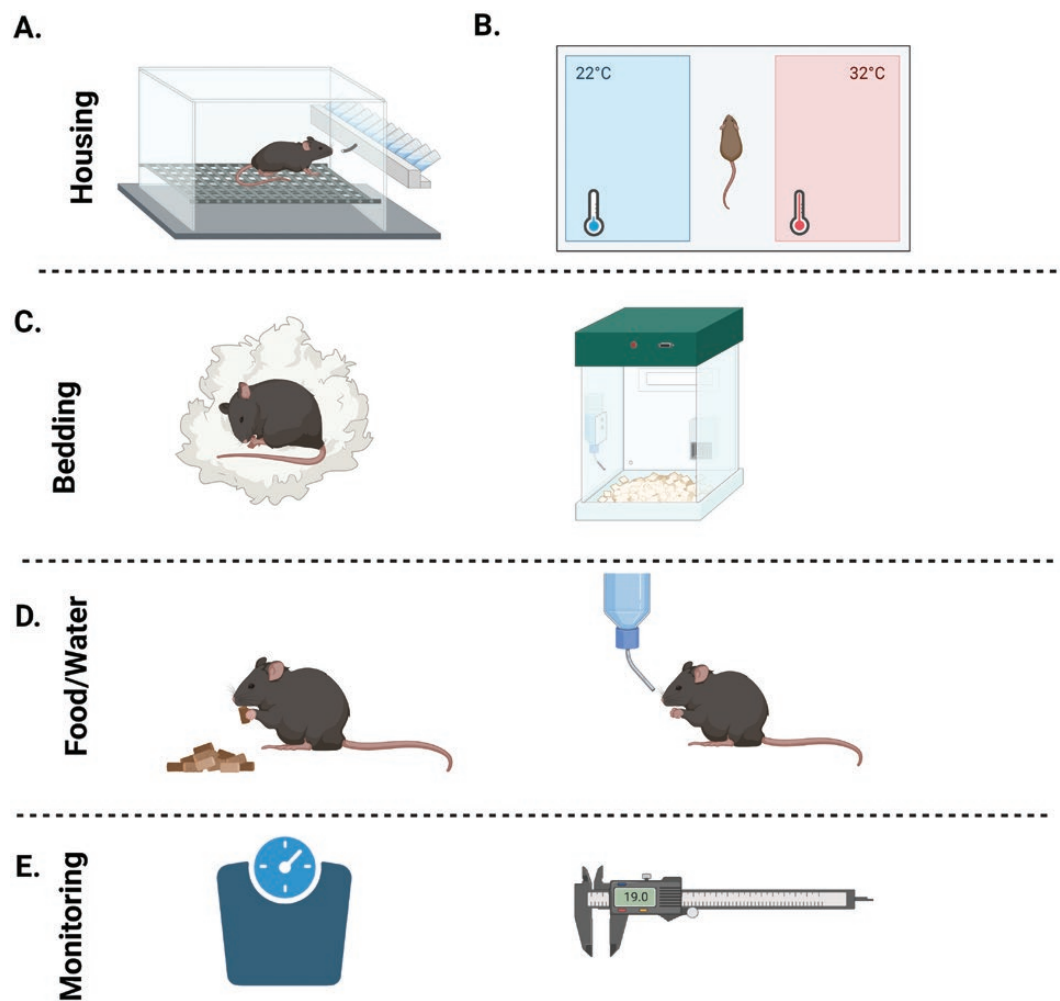 A.
B.
Housing
22°C
32°C
C.
Bedding
D.
Food/Water
E.
Monitoring
19.0